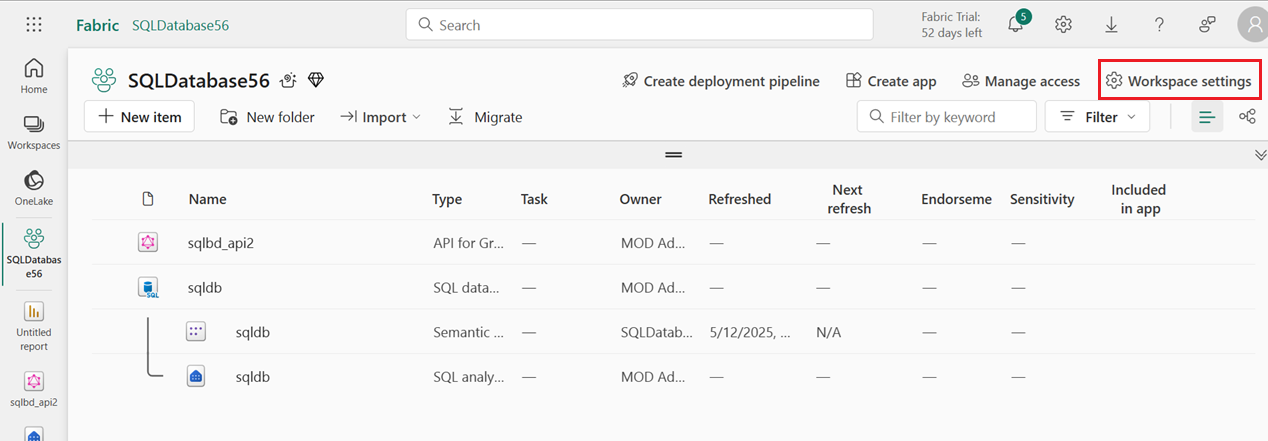 Fabric SQLDatabase56
Search
Fabric Trial:
52 days left
5
?
Home
Workspaces
OneLake
SQLDatabas
e56
Untitled
report
sqlbd_api2
SQLDatabase56
Create deployment pipeline
Create app
Manage access
Workspace settings
New item
New folder
Import
Migrate
Filter by keyword
Filter
Name Type Task Owner Refreshed Next refresh Endorseme Sensitivity Included in app
sqlbd_api2 API for Gr... — MOD Ad... — — — —
sqldb SQL data... — MOD Ad... — — — —
SQL
sqldb Semantic ... — SQLDatab... 5/12/2025, ... N/A — —
sqldb SQL analy... — MOD Ad... — — — —